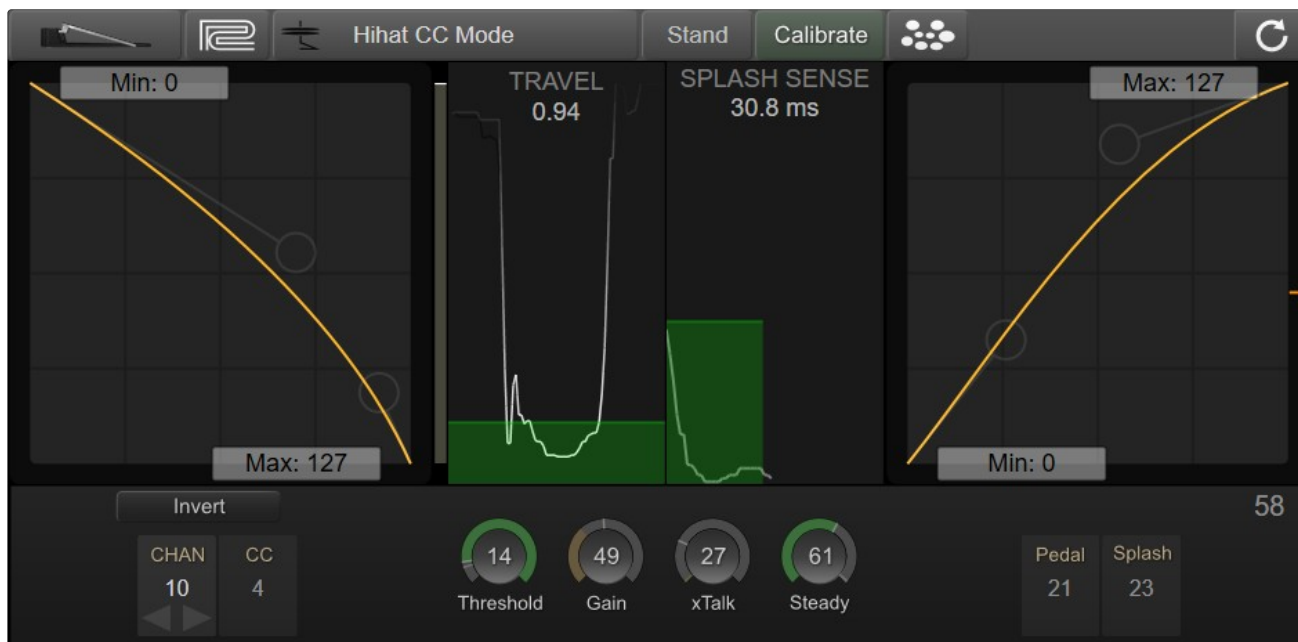 Hihat CC Mode
Stand
Calibrate
Min: 0
TRAVEL
0.94
SPLASH SENSE
30.8 ms
Max: 127
Max: 127
Min: 0
Invert
58
CHAN
10
CC
4
14
Threshold
49
Gain
27
xTalk
61
Steady
Pedal
21
Splash
23